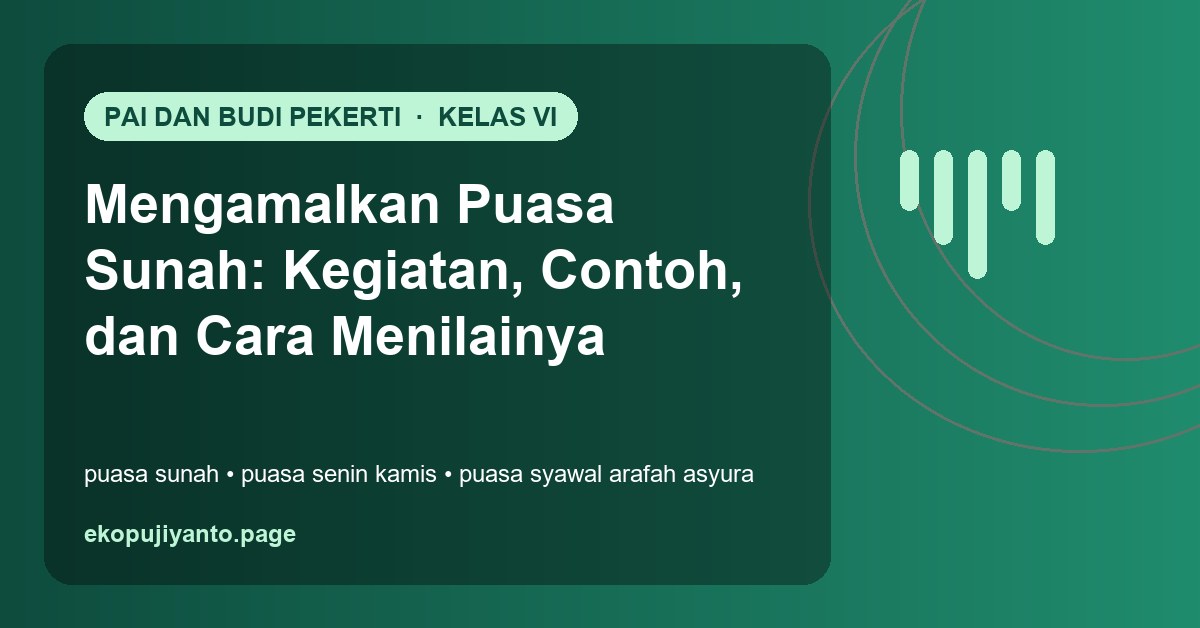 PAI DAN BUDI PEKERTI · KELAS VI
Mengamalkan Puasa
Sunah: Kegiatan, Contoh,
dan Cara Menilainya
puasa sunah • puasa senin kamis • puasa syawal arafah asyura
ekopujiyanto.page